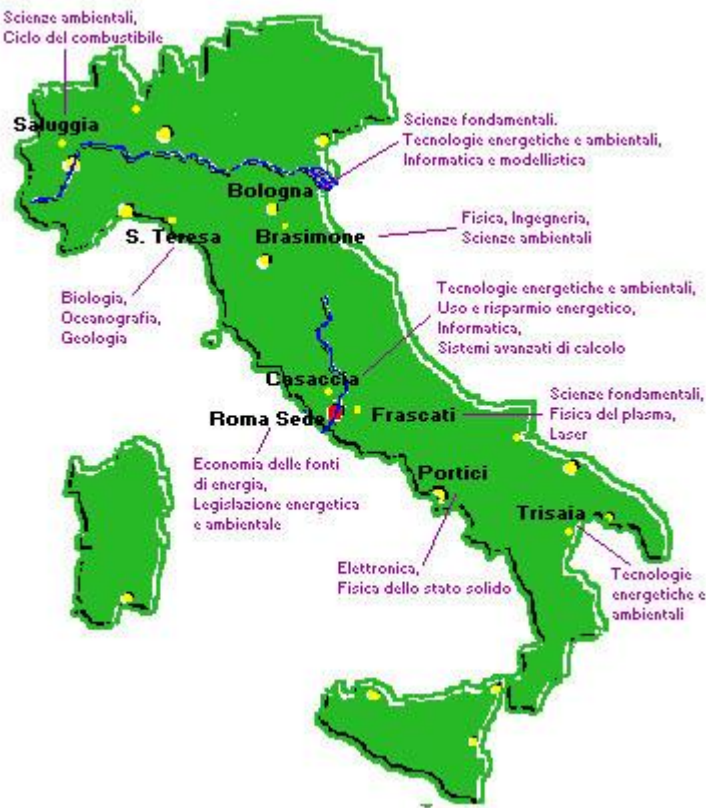 Scienze ambientali,
Ciclo del combustibile
Saluggia
Scienze fondamentali.
Tecnologie energetiche e ambientali,
Informatica e modellistica
Bologna
S. Teresa
Brasimone
Fisica, Ingegneria,
Scienze ambientali
Biologia,
Oceanografia,
Geologia
Tecnologie energetiche e ambientali,
Uso e risparmio energetico,
Informatica,
Sistemi avanzati di calcolo
Casaccia
Roma Sede
Frascati
Scienze fondamentali,
Fisica del plasma,
Laser
Economia delle fonti
di energia,
Legislazione energetica
e ambientale
Portici
Trisaia
Elettronica,
Fisica dello stato solido
Tecnologie
energetiche e
ambientali